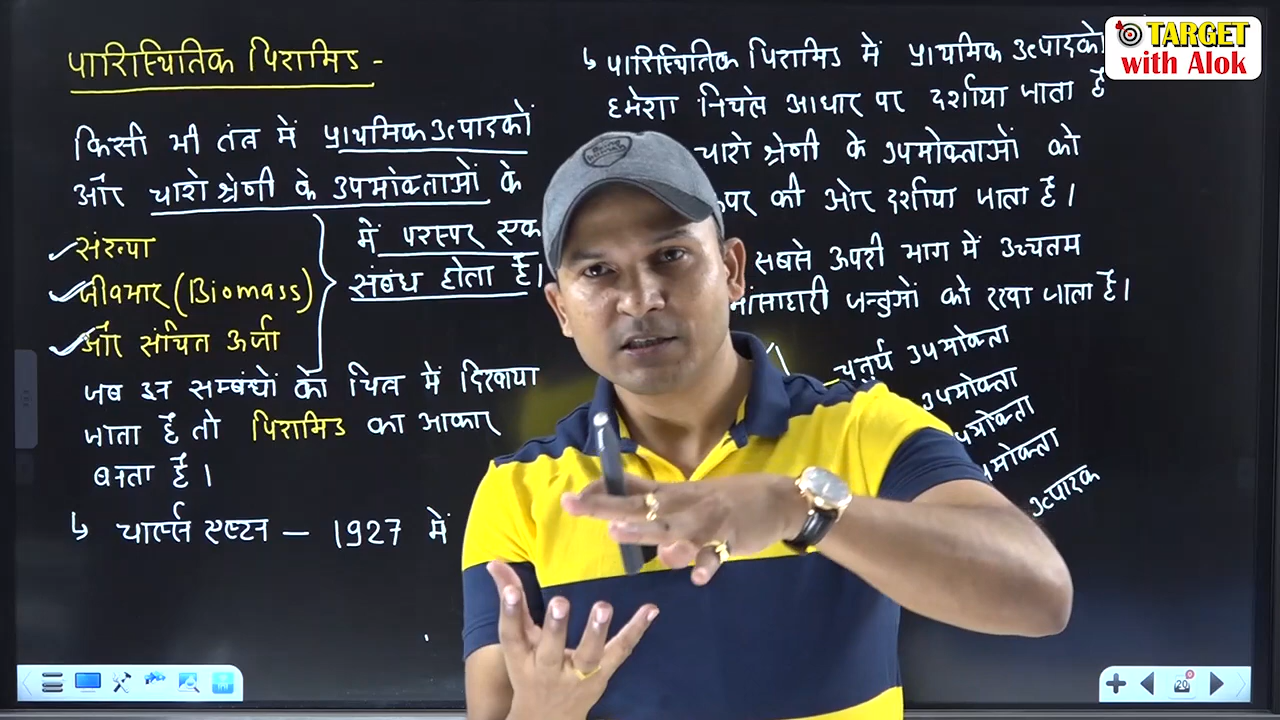 पारिस्थितिक पिरामिड -
किसी भी तंत्र में प्राथमिक उत्पादकों
और चारो श्रेणी के उपभोक्ताओं के
संख्या
जीवभार (Biomass)
और संचित ऊर्जा
में परस्पर एक
संबंध होता है।
जब इन सम्बंधों को चित्र में दिखाया
जाता है तो पिरामिड का आकार
बनता है।
↳ चार्ल्स एल्टन — 1927 में
↳ पारिस्थितिक पिरामिड में प्राथमिक उत्पादको
हमेशा निचले आधार पर दर्शाया जाता है
चारो श्रेणी के उपभोक्ताओं को
की ओर दर्शाया जाता है।
सबसे ऊपरी भाग में उच्चतम
जन्तुओं को रखा जाता है।
चतुर्थ उपभोक्ता
उपभोक्ता
उत्पादक
TARGET
with Alok
20